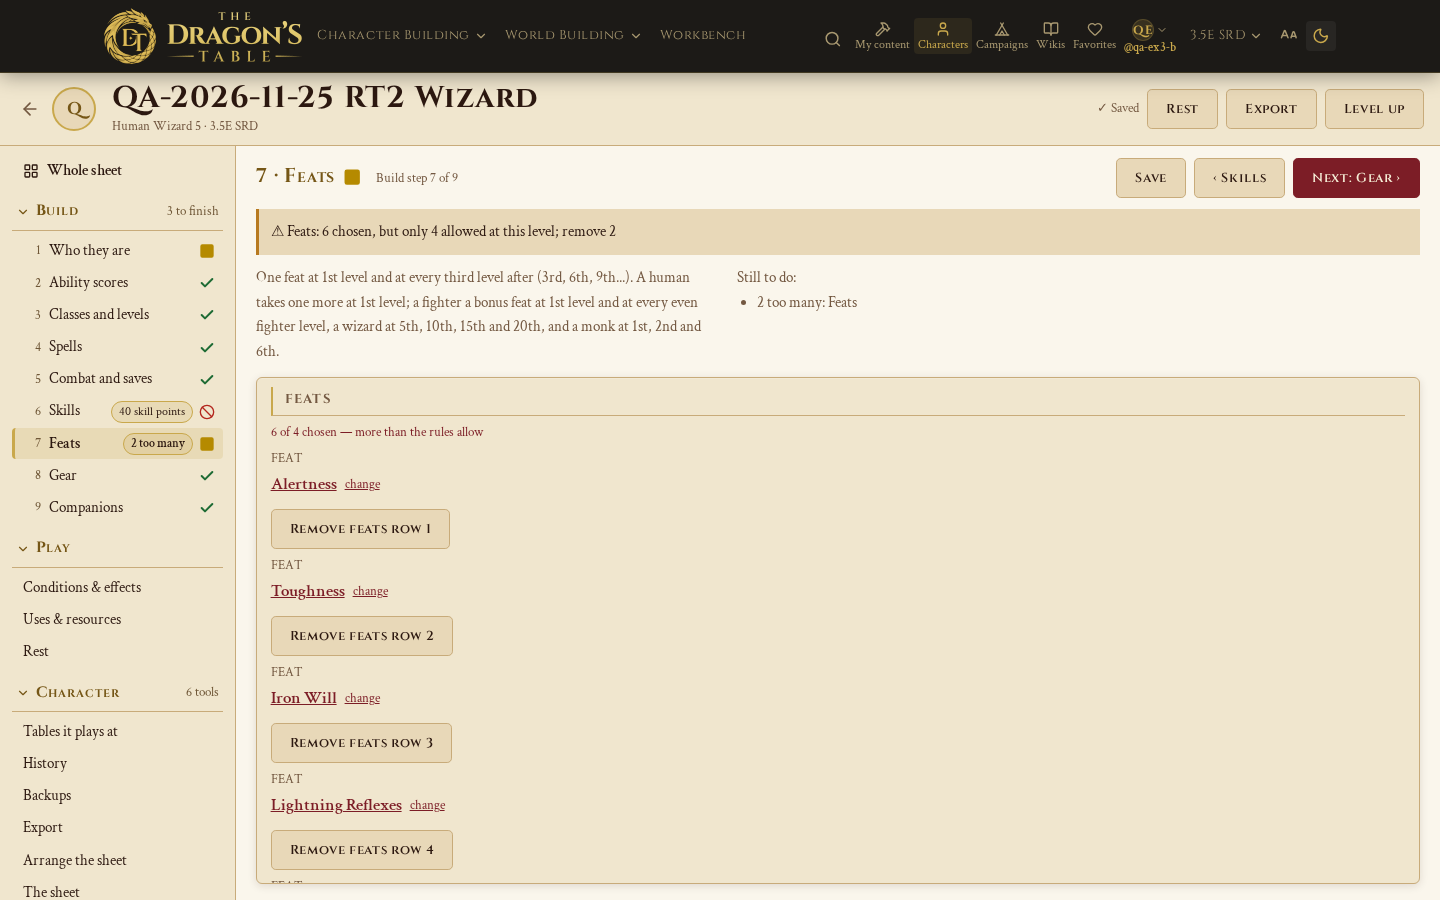 THE
DRAGON'S
TABLE
DT
Character Building
World Building
Workbench
My content
Characters
Campaigns
Wikis
Favorites
QE
@qa-ex3-b
3.5E SRD
AA
Q
QA-2026-11-25 RT2 Wizard
Human Wizard 5 · 3.5E SRD
✓ Saved
Rest
Export
Level up
Whole sheet
Build
3 to finish
1 Who they are
2 Ability scores
3 Classes and levels
4 Spells
5 Combat and saves
6 Skills 40 skill points
7 Feats 2 too many
8 Gear
9 Companions
Play
Conditions & effects
Uses & resources
Rest
Character
6 tools
Tables it plays at
History
Backups
Export
Arrange the sheet
The sheet
7 · Feats
Build step 7 of 9
Save
‹ Skills
Next: Gear ›
⚠ Feats: 6 chosen, but only 4 allowed at this level; remove 2
One feat at 1st level and at every third level after (3rd, 6th, 9th...). A human
takes one more at 1st level; a fighter a bonus feat at 1st level and at every even
fighter level, a wizard at 5th, 10th, 15th and 20th, and a monk at 1st, 2nd and
6th.
Still to do:
• 2 too many: Feats
FEATS
6 of 4 chosen — more than the rules allow
FEAT
Alertness change
Remove feats row 1
FEAT
Toughness change
Remove feats row 2
FEAT
Iron Will change
Remove feats row 3
FEAT
Lightning Reflexes change
Remove feats row 4
FEAT